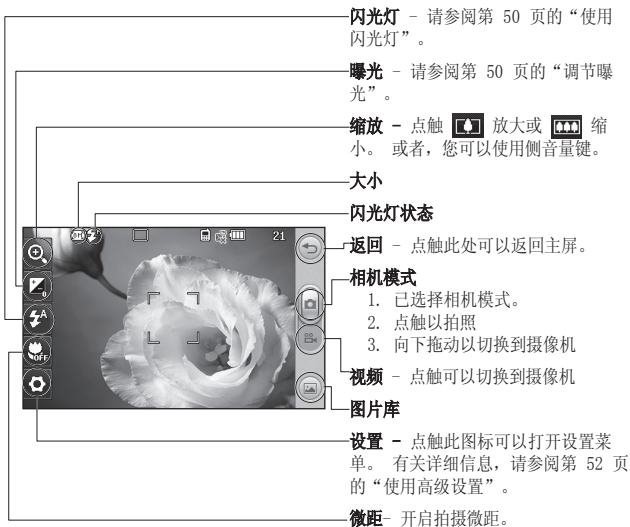 闪光灯 - 请参阅第 50 页的“使用
闪光灯”。
曝光 - 请参阅第 50 页的“调节曝
光”。
缩放 - 点触 放大或 缩
小。 或者，您可以使用侧音量键。
大小
闪光灯状态
返回 - 点触此处可以返回主屏。
相机模式
1. 已选择相机模式。
2. 点触以拍照
3. 向下拖动以切换到摄像机
视频 - 点触可以切换到摄像机
图片库
设置 - 点触此图标可以打开设置菜
单。 有关详细信息，请参阅第 52 页
的“使用高级设置”。
微距- 开启拍摄微距。
21
0
A
OFF